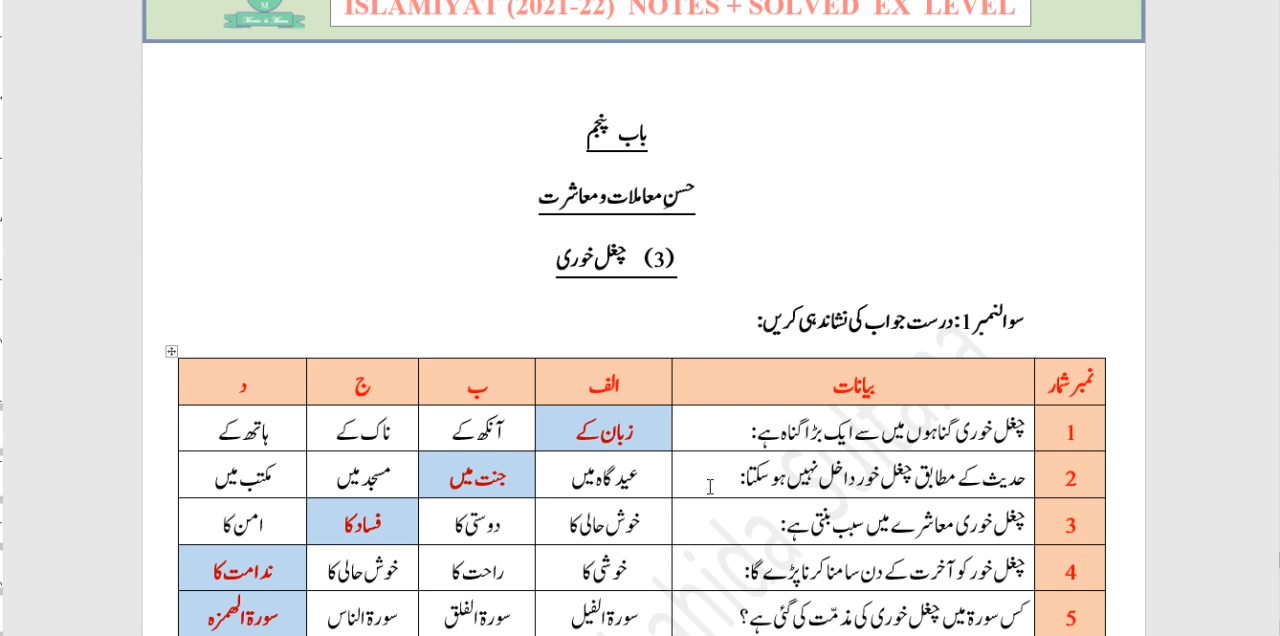 ISLAMIYAT (2021-22) NOTES + SOLVED EX LEVEL
باب پنجم
حسنِ معاملات و معاشرت
(3) چغل خوری
سوالنمبر 1: درست جواب کی نشاندہی کریں:
نمبر شمار بیانات الف ب ج د
1 چغل خوری گناہوں میں سے ایک بڑا گناہ ہے: زبان کے آنکھ کے ناک کے ہاتھ کے
2 حدیث کے مطابق چغل خور داخل نہیں ہو سکتا: عید گاہ میں جنت میں مسجد میں مکتب میں
3 چغل خوری معاشرے میں سبب بنتی ہے: خوش حالی کا دوستی کا فساد کا امن کا
4 چغل خور کو آخرت کے دن سامنا کرنا پڑے گا: خوشی کا راحت کا خوش حالی کا ندامت کا
5 کس سورۃ میں چغل خوری کی مذمّت کی گئی ہے؟ سورۃ الفیل سورۃ الفلق سورۃ الناس سورۃ الھمزہ